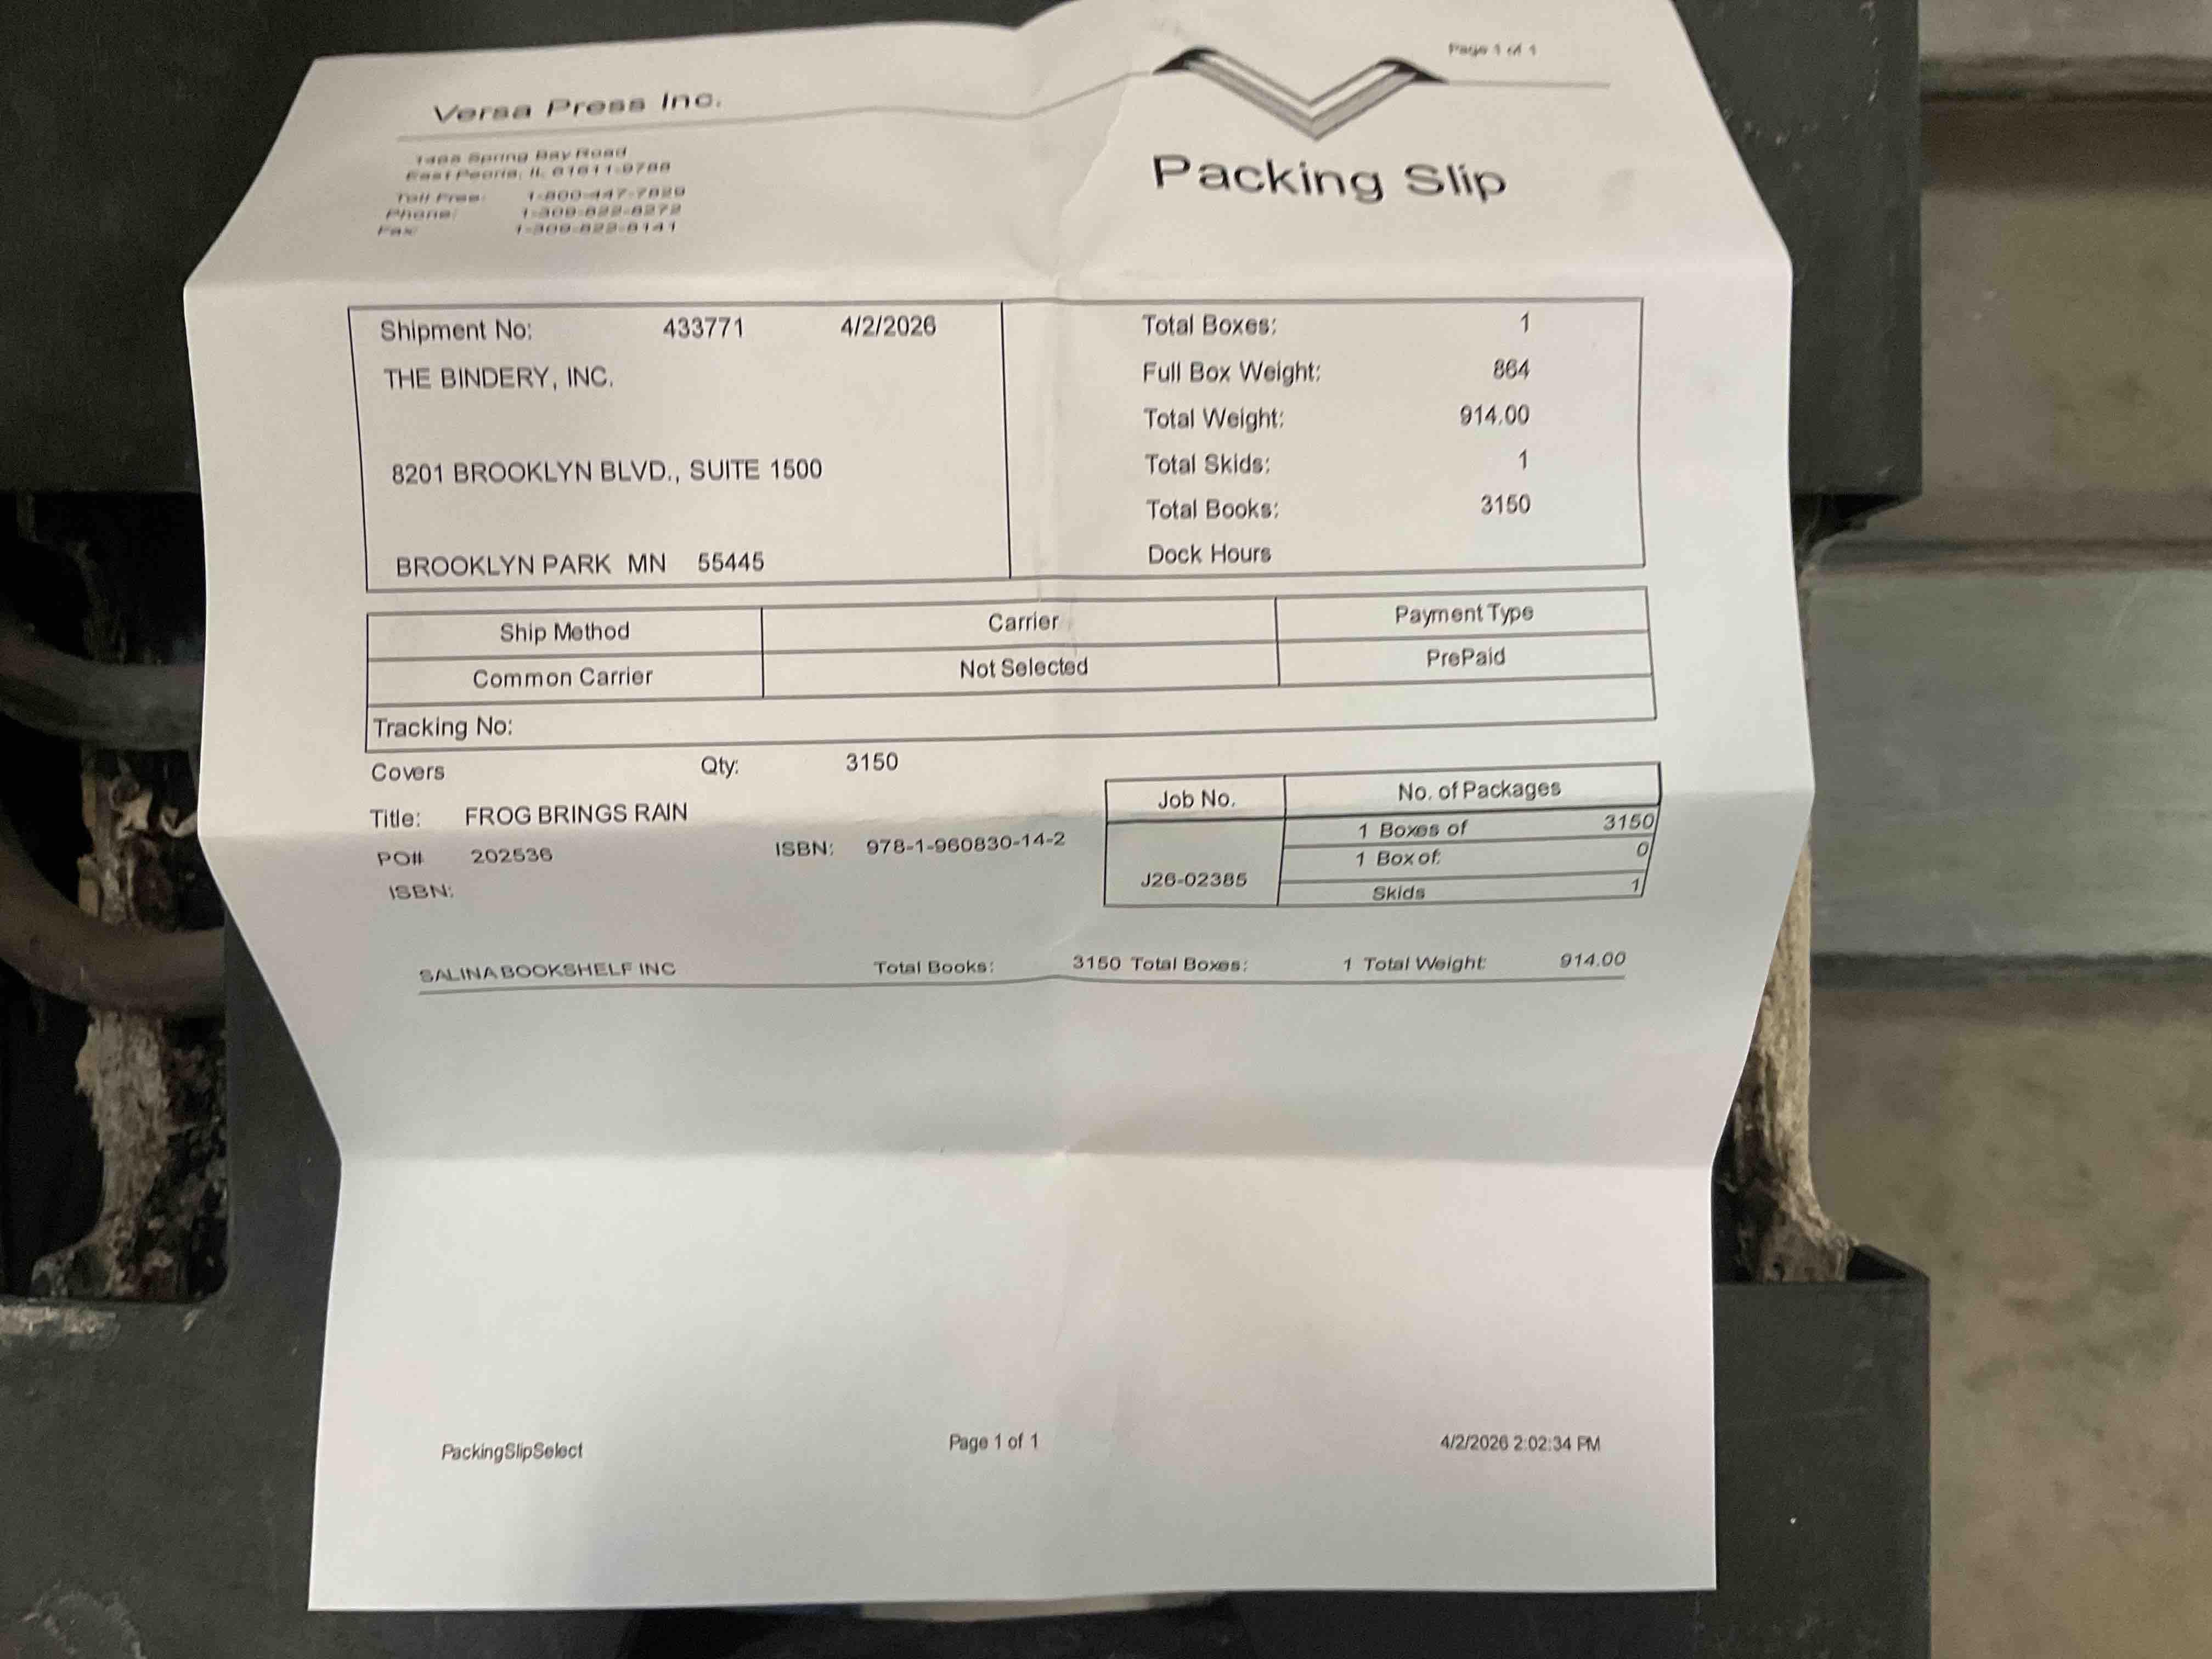 Page 1 of 1
Versa Press Inc.
Spring Bay Road
East Peoria, IL 61611-9788
Toll Free: 1-800-447-7829
Phone: 1-309-822-8272
Fax: 1-309-822-8141
Packing Slip
Shipment No: 433771 4/2/2026
THE BINDERY, INC.
8201 BROOKLYN BLVD., SUITE 1500
BROOKLYN PARK MN 55445
Total Boxes: 1
Full Box Weight: 864
Total Weight: 914.00
Total Skids: 1
Total Books: 3150
Dock Hours
Ship Method Carrier Payment Type
Common Carrier Not Selected PrePaid
Tracking No:
Covers Qty: 3150
Title: FROG BRINGS RAIN
PO# 202536 ISBN: 978-1-960830-14-2
ISBN:
Job No. No. of Packages
1 Boxes of 3150
1 Box of: 0
J26-02385
Skids 1
SALINA BOOKSHELF INC Total Books: 3150 Total Boxes: 1 Total Weight: 914.00
PackingSlipSelect Page 1 of 1 4/2/2026 2:02:34 PM